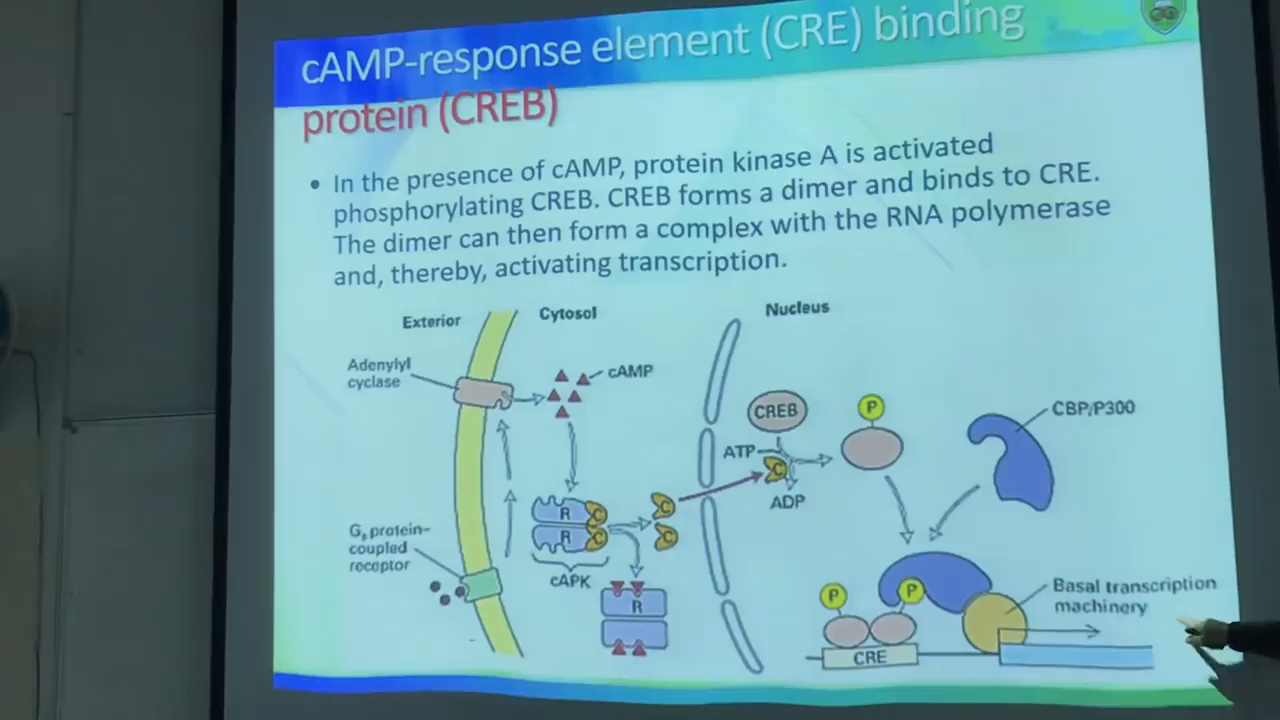 cAMP-response element (CRE) binding
protein (CREB)
• In the presence of cAMP, protein kinase A is activated
phosphorylating CREB. CREB forms a dimer and binds to CRE.
The dimer can then form a complex with the RNA polymerase
and, thereby, activating transcription.
Exterior
Cytosol
Nucleus
Adenylyl
cyclase
cAMP
CREB
P
CBP/P300
ATP
C
ADP
R
C
R
C
C
C
Gs protein-
coupled
receptor
cAPK
R
P
P
Basal transcription
machinery
CRE